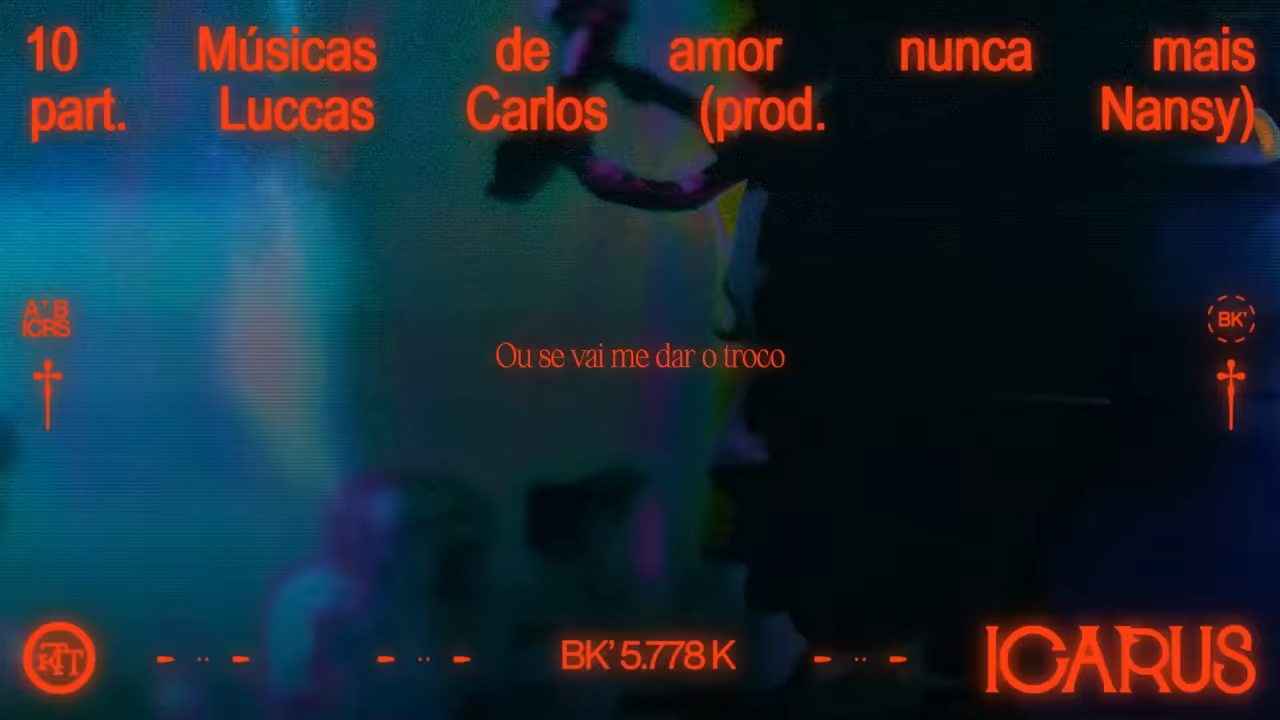 10 Músicas de amor nunca mais
part. Luccas Carlos (prod. Nansy)
A˅B
ICRS
BK'
Ou se vai me dar o troco
BK' 5.778 K
ICARUS